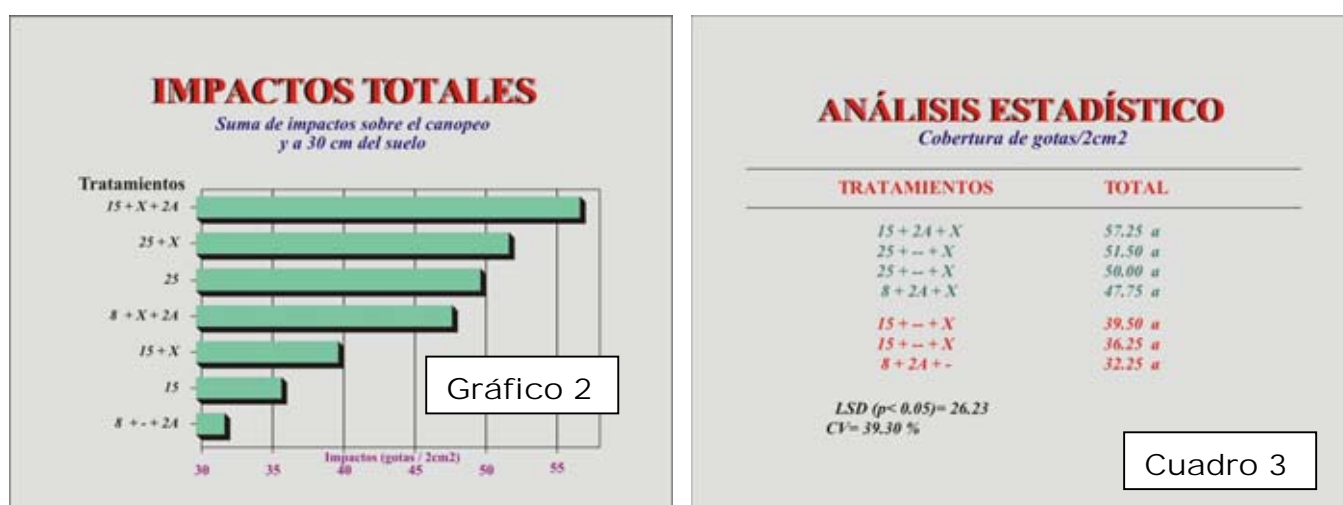 IMPACTOS TOTALES
Suma de impactos sobre el canopeo
y a 30 cm del suelo
Tratamientos
15 + X + 2A
25 + X
25
8 + X + 2A
15 + X
15
8 + - + 2A
Impactos (gotas / 2cm2)
30 35 40 45 50 55
Gráfico 2
ANÁLISIS ESTADÍSTICO
Cobertura de gotas/2cm2
TRATAMIENTOS TOTAL
15 + 2A + X 57.25 a
25 + -- + X 51.50 a
25 + -- + X 50.00 a
8 + 2A + X 47.75 a
15 + -- + X 39.50 a
15 + -- + X 36.25 a
8 + 2A + - 32.25 a
LSD (p< 0.05)= 26.23
CV= 39.30 %
Cuadro 3